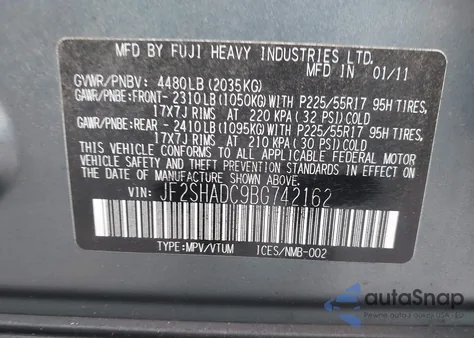 MFD BY FUJI HEAVY INDUSTRIES LTD.
MFD IN 01/11
GVWR/PNBV: 4480LB(2035KG)
GAWR/PNBE:FRONT- 2310LB(1050KG)WITH P225/55R17 95H TIRES,
17X7J RIMS AT 220 KPA (32 PSI)COLD
GAWR/PNBE:REAR - 2410LB(1095KG)WITH P225/55R17 95H TIRES,
17X7J RIMS AT 210 KPA (30 PSI)COLD
THIS VEHICLE CONFORMS TO ALL APPLICABLE FEDERAL MOTOR
VEHICLE SAFETY AND BUMPER STANDARDS IN EFFECT ON
THE DATE OF MANUFACTURE SHOWN ABOVE.
VIN: JF2SHADC9BG742162
TYPE:MPV/VTUM ICES/NMB-002
autoSnap